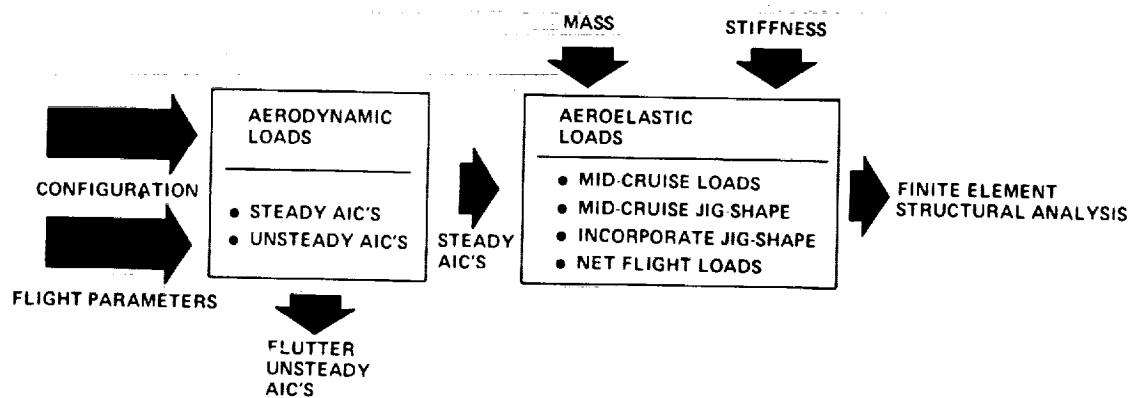 MASS
STIFFNESS
AERODYNAMIC
LOADS
AEROELASTIC
LOADS
CONFIGURATION
• STEADY AIC'S
• UNSTEADY AIC'S
STEADY
AIC'S
• MID-CRUISE LOADS
• MID-CRUISE JIG-SHAPE
• INCORPORATE JIG-SHAPE
• NET FLIGHT LOADS
FINITE ELEMENT
STRUCTURAL ANALYSIS
FLIGHT PARAMETERS
FLUTTER
UNSTEADY
AIC'S